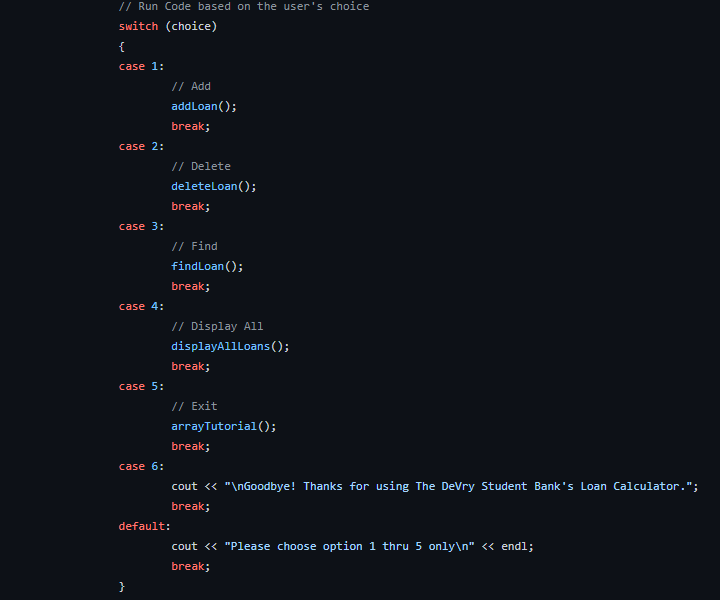 // Run Code based on the user's choice
switch (choice)
{
case 1:
// Add
addLoan();
break;
case 2:
// Delete
deleteLoan();
break;
case 3:
// Find
findLoan();
break;
case 4:
// Display All
displayAllLoans();
break;
case 5:
// Exit
arrayTutorial();
break;
case 6:
cout << "\nGoodbye! Thanks for using The DeVry Student Bank's Loan Calculator.";
break;
default:
cout << "Please choose option 1 thru 5 only\n" << endl;
break;
}